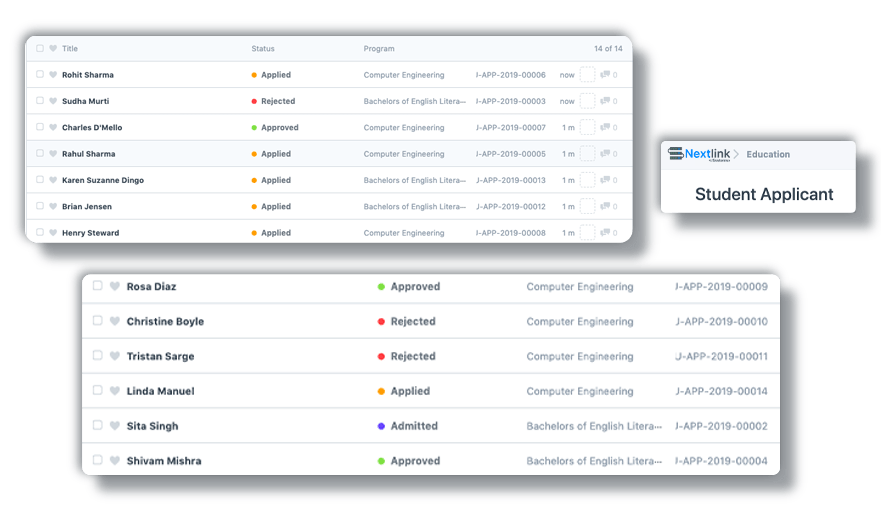 Title Status Program 14 of 14
Rohit Sharma Applied Computer Engineering J-APP-2019-00006 now 0
Sudha Murti Rejected Bachelors of English Litera··· J-APP-2019-00003 now 0
Charles D'Mello Approved Computer Engineering J-APP-2019-00007 1 m 0
Rahul Sharma Applied Computer Engineering J-APP-2019-00005 1 m 0
Karen Suzanne Dingo Applied Bachelors of English Litera··· J-APP-2019-00013 1 m 0
Brian Jensen Applied Bachelors of English Litera··· J-APP-2019-00012 1 m 0
Henry Steward Applied Computer Engineering J-APP-2019-00008 1 m 0
Nextlink Education
Student Applicant
Rosa Diaz Approved Computer Engineering J-APP-2019-00009
Christine Boyle Rejected Computer Engineering J-APP-2019-00010
Tristan Sarge Rejected Computer Engineering J-APP-2019-00011
Linda Manuel Applied Computer Engineering J-APP-2019-00014
Sita Singh Admitted Bachelors of English Litera··· J-APP-2019-00002
Shivam Mishra Approved Bachelors of English Litera··· J-APP-2019-00004